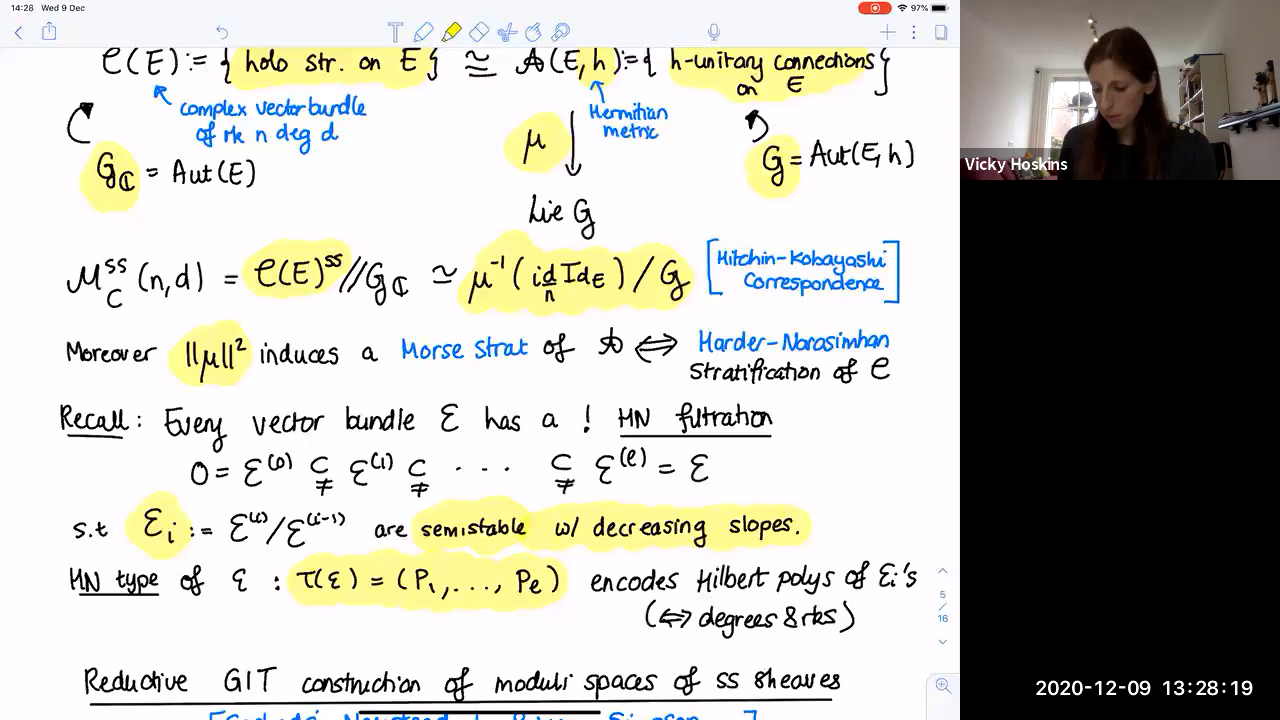 14:28 Wed 9 Dec
97%
𝒞(E) := { holo str. on E } ≃ 𝒜(E,h) := { h-unitary connections on E }
complex vector bundle of rk n deg d
Hermitian metric
G_ℂ = Aut(E)
μ
G = Aut(E,h)
Lie G
M^ss_C (n,d) = 𝒞(E)^ss // G_ℂ ≃ μ⁻¹( i d/n Id_E ) / G
[Hitchin-Kobayashi Correspondence]
Moreover ||μ||² induces a Morse strat of 𝒜 ⟺ Harder-Narasimhan Stratification of 𝒞
Recall : Every vector bundle ℰ has a ! HN filtration
0 = ℰ^(0) ⊊ ℰ^(1) ⊊ . . . ⊊ ℰ^(ℓ) = ℰ
s.t ℰ_i := ℰ^(i)/ℰ^(i-1) are semistable w/ decreasing slopes.
HN type of ℰ : τ(ℰ) = (P_1, . . . , P_ℓ) encodes Hilbert polys of ℰ_i's
(⟺ degrees & rks)
Reductive GIT construction of moduli spaces of ss sheaves
5
/
16
Vicky Hoskins
2020-12-09 13:28:19